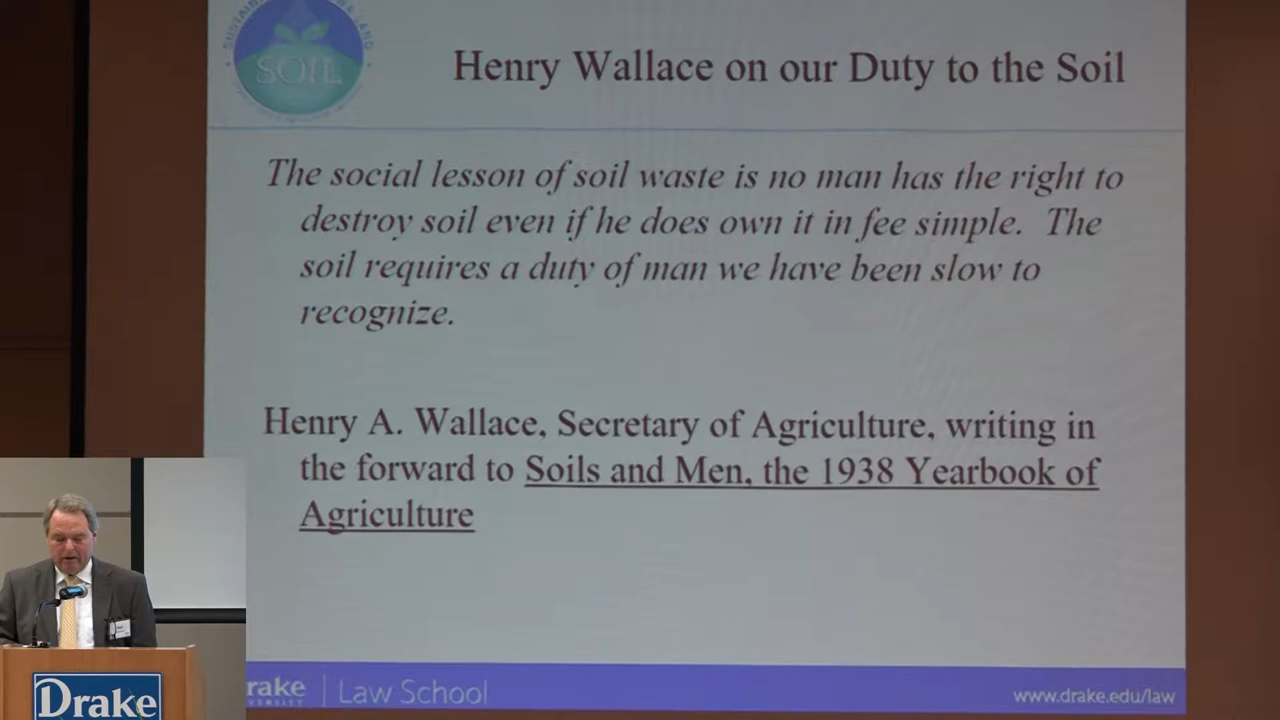 SOIL
Henry Wallace on our Duty to the Soil
The social lesson of soil waste is no man has the right to
destroy soil even if he does own it in fee simple. The
soil requires a duty of man we have been slow to
recognize.
Henry A. Wallace, Secretary of Agriculture, writing in
the forward to Soils and Men, the 1938 Yearbook of
Agriculture
Drake
rake
Law School
www.drake.edu/law